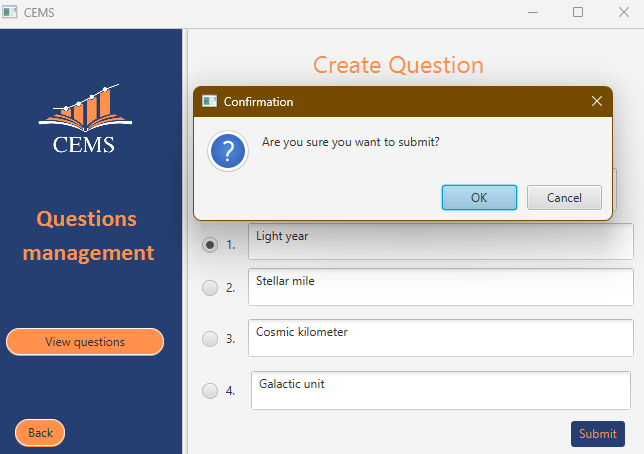 CEMS
Create Question
Confirmation
Are you sure you want to submit?
?
OK
Cancel
CEMS
Questions
management
View questions
Back
1. Light year
2. Stellar mile
3. Cosmic kilometer
4. Galactic unit
Submit